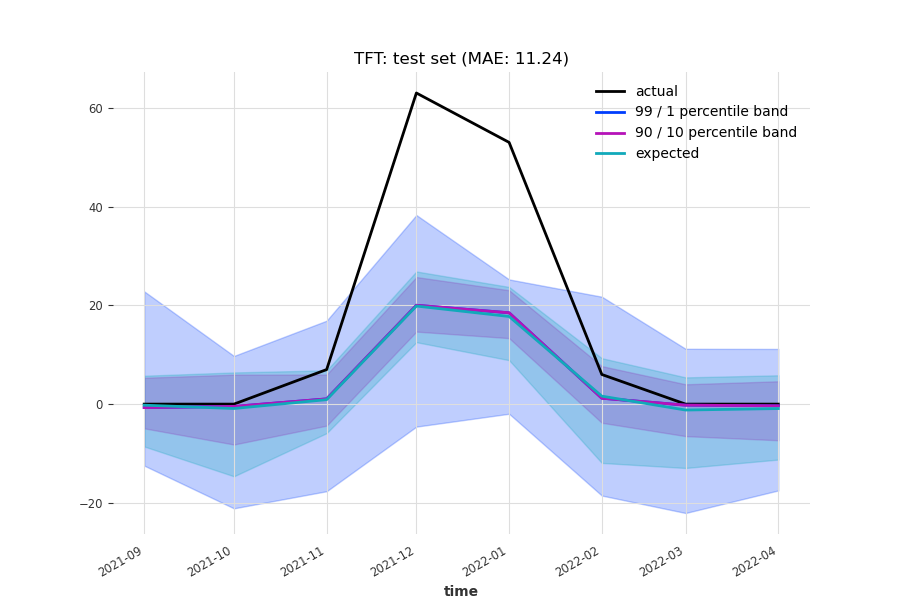 TFT: test set (MAE: 11.24)
actual
99 / 1 percentile band
90 / 10 percentile band
expected
60
40
20
0
−20
2021-09
2021-10
2021-11
2021-12
2022-01
2022-02
2022-03
2022-04
time